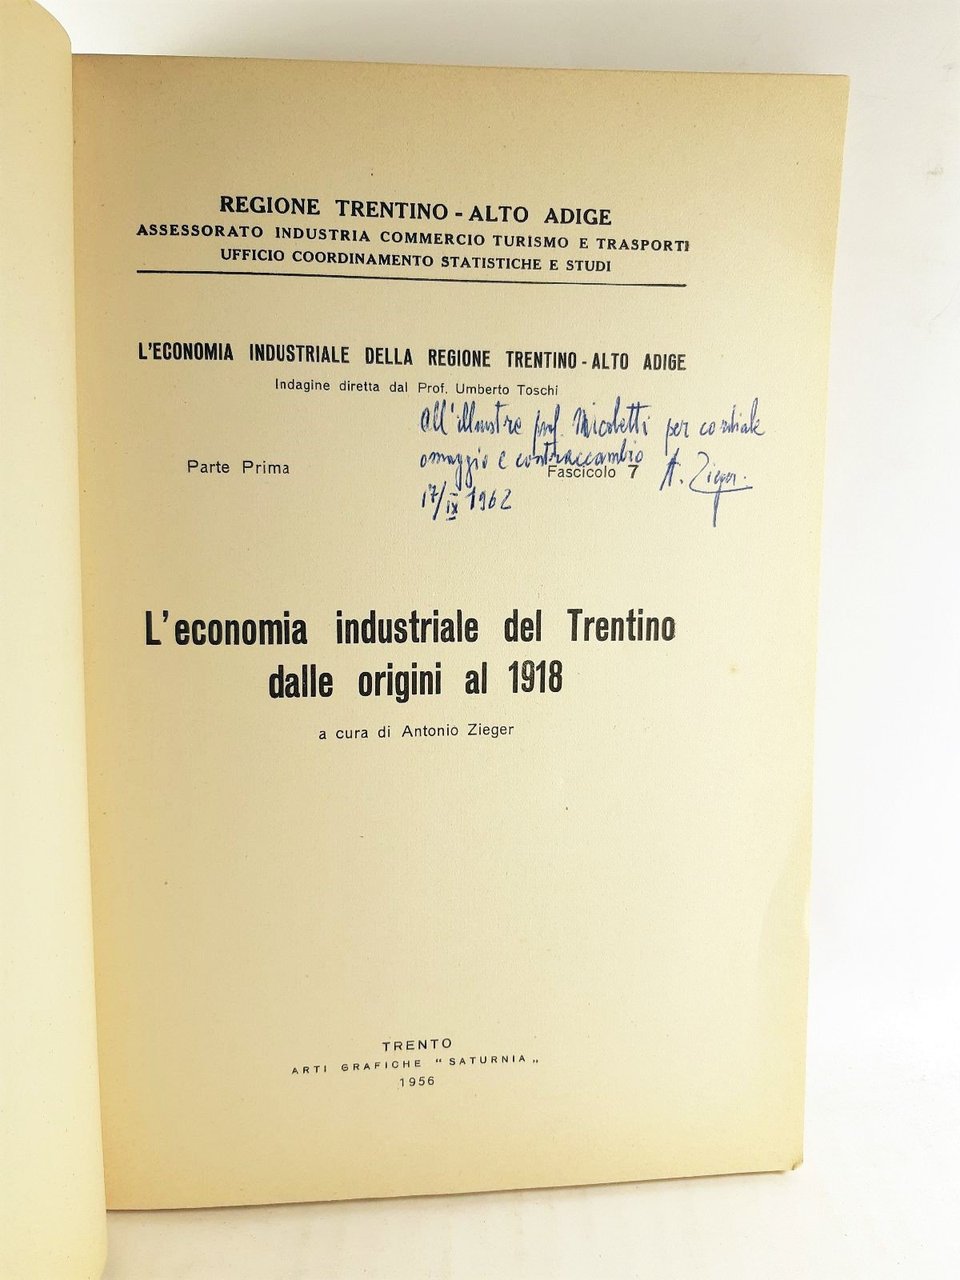 REGIONE TRENTINO - ALTO ADIGE
ASSESSORATO INDUSTRIA COMMERCIO TURISMO E TRASPORTI
UFFICIO COORDINAMENTO STATISTICHE E STUDI
L'ECONOMIA INDUSTRIALE DELLA REGIONE TRENTINO - ALTO ADIGE
Indagine diretta dal Prof. Umberto Toschi
All'illustre prof. Nicoletti per cordiale
omaggio e contraccambio
A. Zieger.
17/IX 1962
Parte Prima
Fascicolo 7
L'economia industriale del Trentino
dalle origini al 1918
a cura di Antonio Zieger
TRENTO
ARTI GRAFICHE “ SATURNIA „
1956